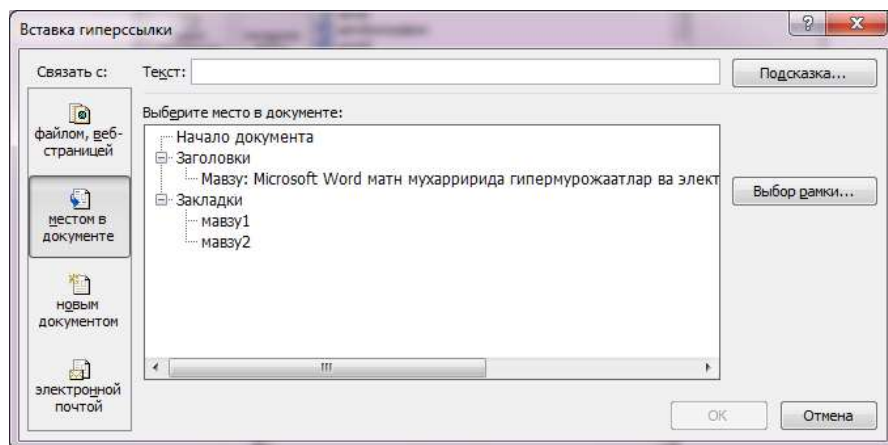 Вставка гиперссылки
Связать с:
Текст:
Подсказка...
файлом, веб-
страницей
местом в
документе
новым
документом
электронной
почтой
Выберите место в документе:
Начало документа
Заголовки
Мавзу: Microsoft Word матн мухарририда гипермурожаатлар ва элект
Закладки
мавзу1
мавзу2
Выбор рамки...
ОК
Отмена